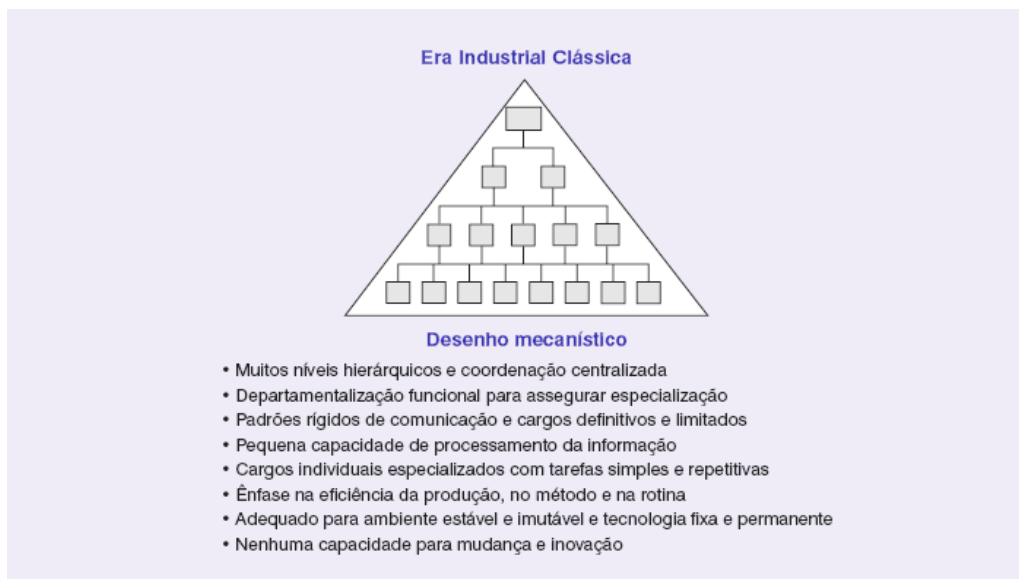 Era Industrial Clássica
Desenho mecanístico
• Muitos níveis hierárquicos e coordenação centralizada
• Departamentalização funcional para assegurar especialização
• Padrões rígidos de comunicação e cargos definitivos e limitados
• Pequena capacidade de processamento da informação
• Cargos individuais especializados com tarefas simples e repetitivas
• Ênfase na eficiência da produção, no método e na rotina
• Adequado para ambiente estável e imutável e tecnologia fixa e permanente
• Nenhuma capacidade para mudança e inovação